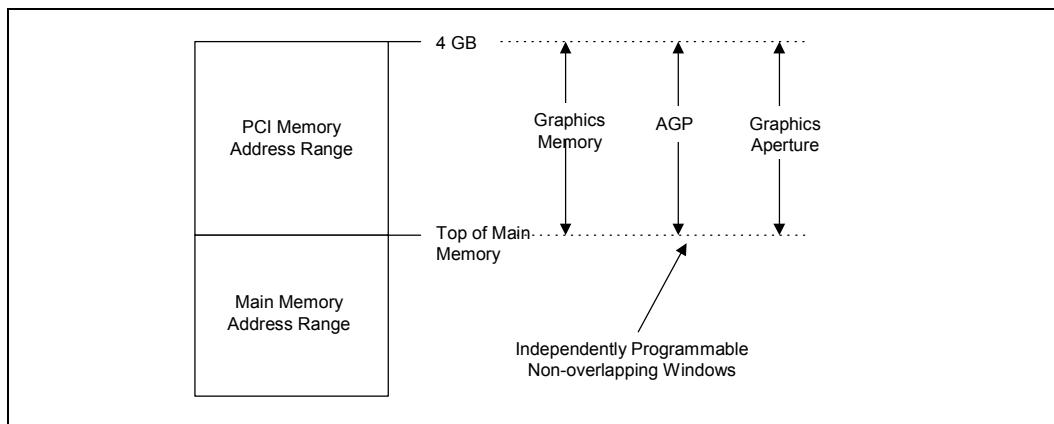 4 GB
PCI Memory
Address Range
Graphics
Memory
AGP
Graphics
Aperture
Top of Main
Memory
Main Memory
Address Range
Independently Programmable
Non-overlapping Windows